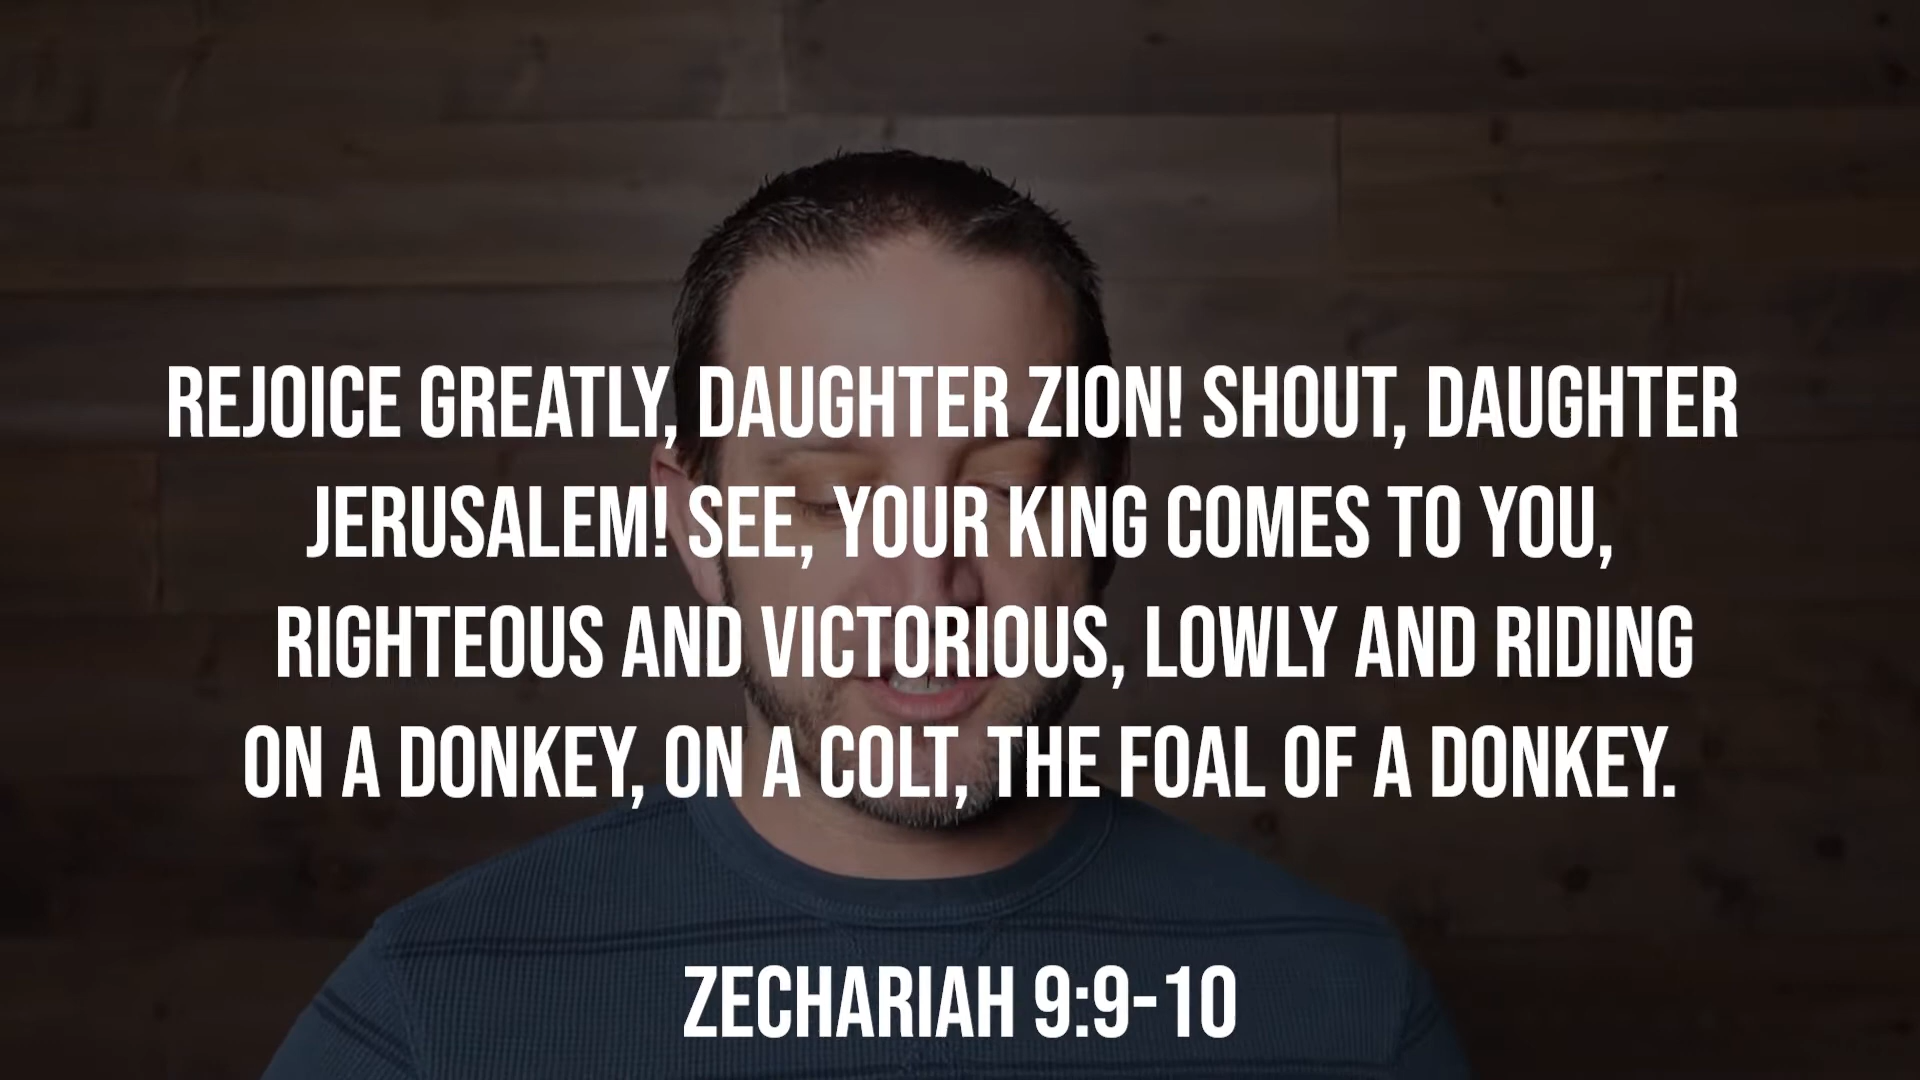 REJOICE GREATLY, DAUGHTER ZION! SHOUT, DAUGHTER
JERUSALEM! SEE, YOUR KING COMES TO YOU,
RIGHTEOUS AND VICTORIOUS, LOWLY AND RIDING
ON A DONKEY, ON A COLT, THE FOAL OF A DONKEY.
ZECHARIAH 9:9-10